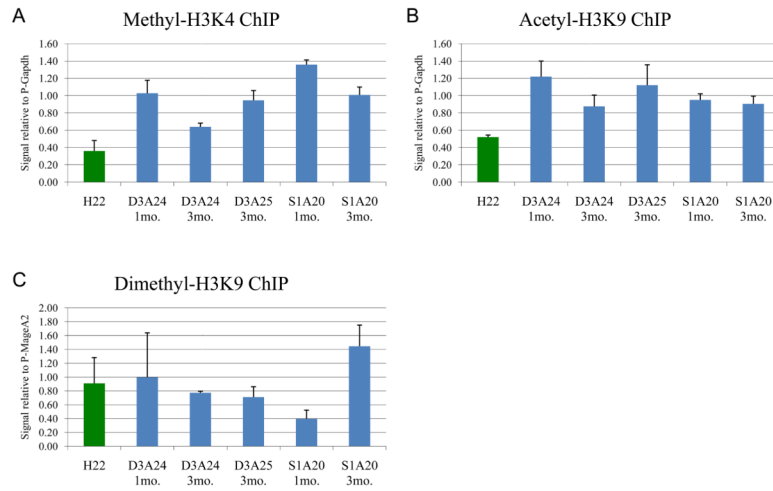 A
Methyl-H3K4 ChIP
Signal relative to P-Gapdh
1.60
1.40
1.20
1.00
0.80
0.60
0.40
0.20
0.00
H22 D3A24 D3A24 D3A25 S1A20 S1A20
1mo. 3mo. 3mo. 1mo. 3mo.
B
Acetyl-H3K9 ChIP
Signal relative to P-Gapdh
1.60
1.40
1.20
1.00
0.80
0.60
0.40
0.20
0.00
H22 D3A24 D3A24 D3A25 S1A20 S1A20
1mo. 3mo. 3mo. 1mo. 3mo.
C
Dimethyl-H3K9 ChIP
Signal relative to P-MageA2
2.00
1.80
1.60
1.40
1.20
1.00
0.80
0.60
0.40
0.20
0.00
H22 D3A24 D3A24 D3A25 S1A20 S1A20
1mo. 3mo. 3mo. 1mo. 3mo.